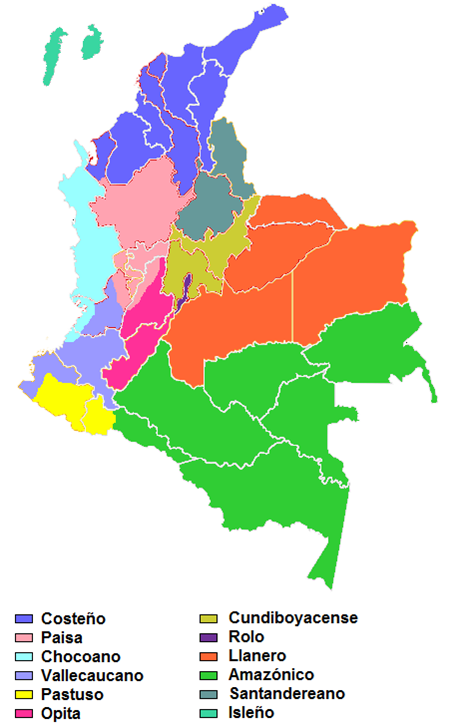 Costeño
Paisa
Chocoano
Vallecaucano
Pastuso
Opita
Cundiboyacense
Rolo
Llanero
Amazónico
Santandereano
Isleño